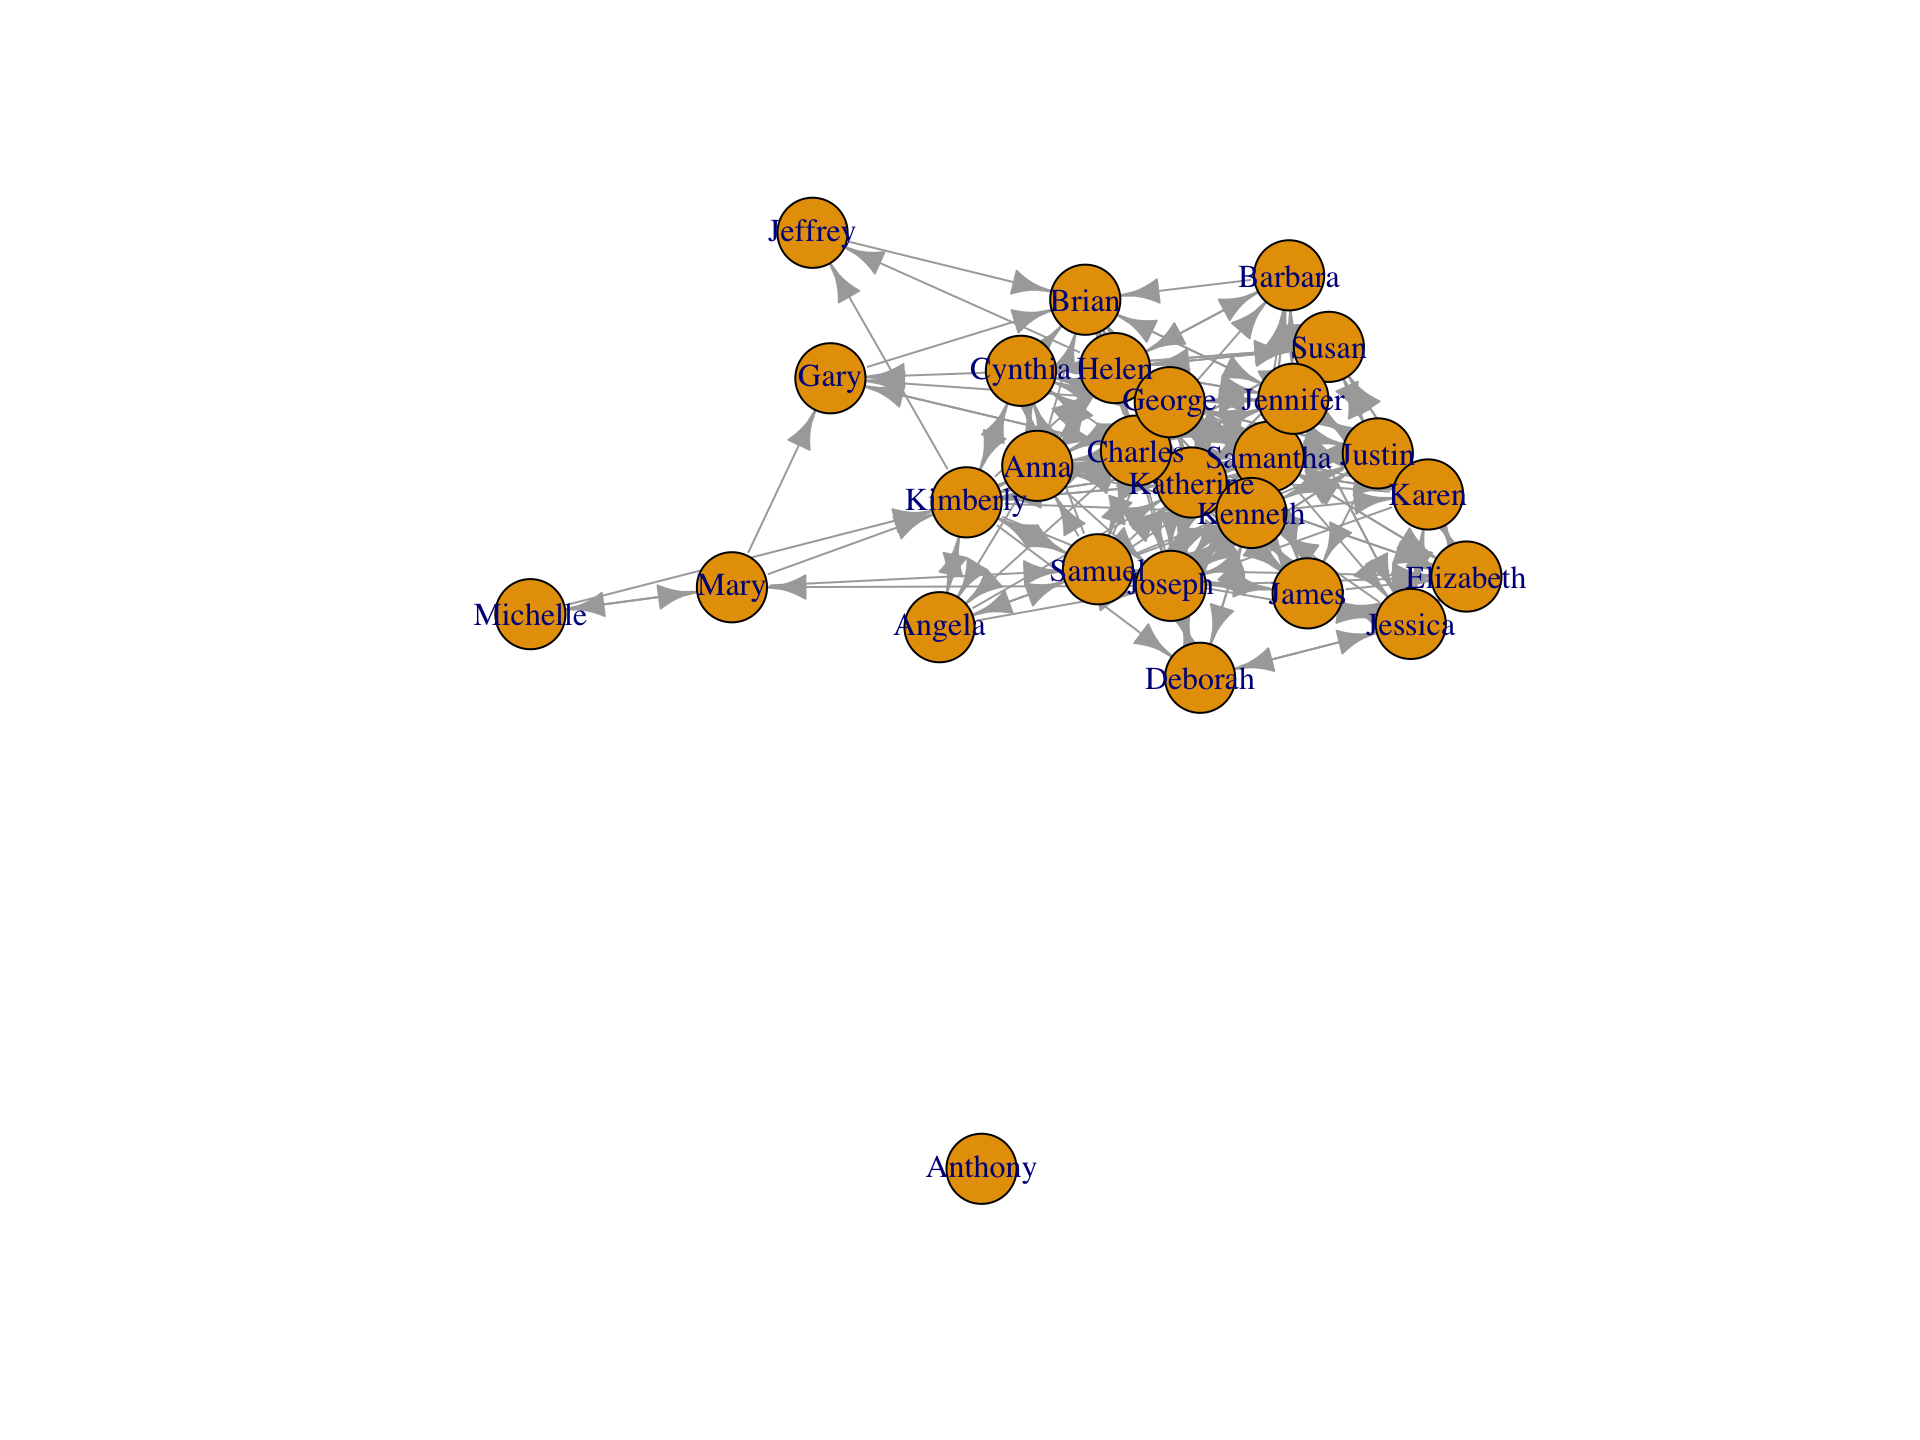 Jeffrey
Barbara
Brian
Susan
Cynthia
Helen
Gary
George
Jennifer
Charles
Samantha
Justin
Anna
Katherine
Karen
Kimberly
Kenneth
Samuel
Elizabeth
Mary
Joseph
James
Michelle
Angela
Jessica
Deborah
Anthony